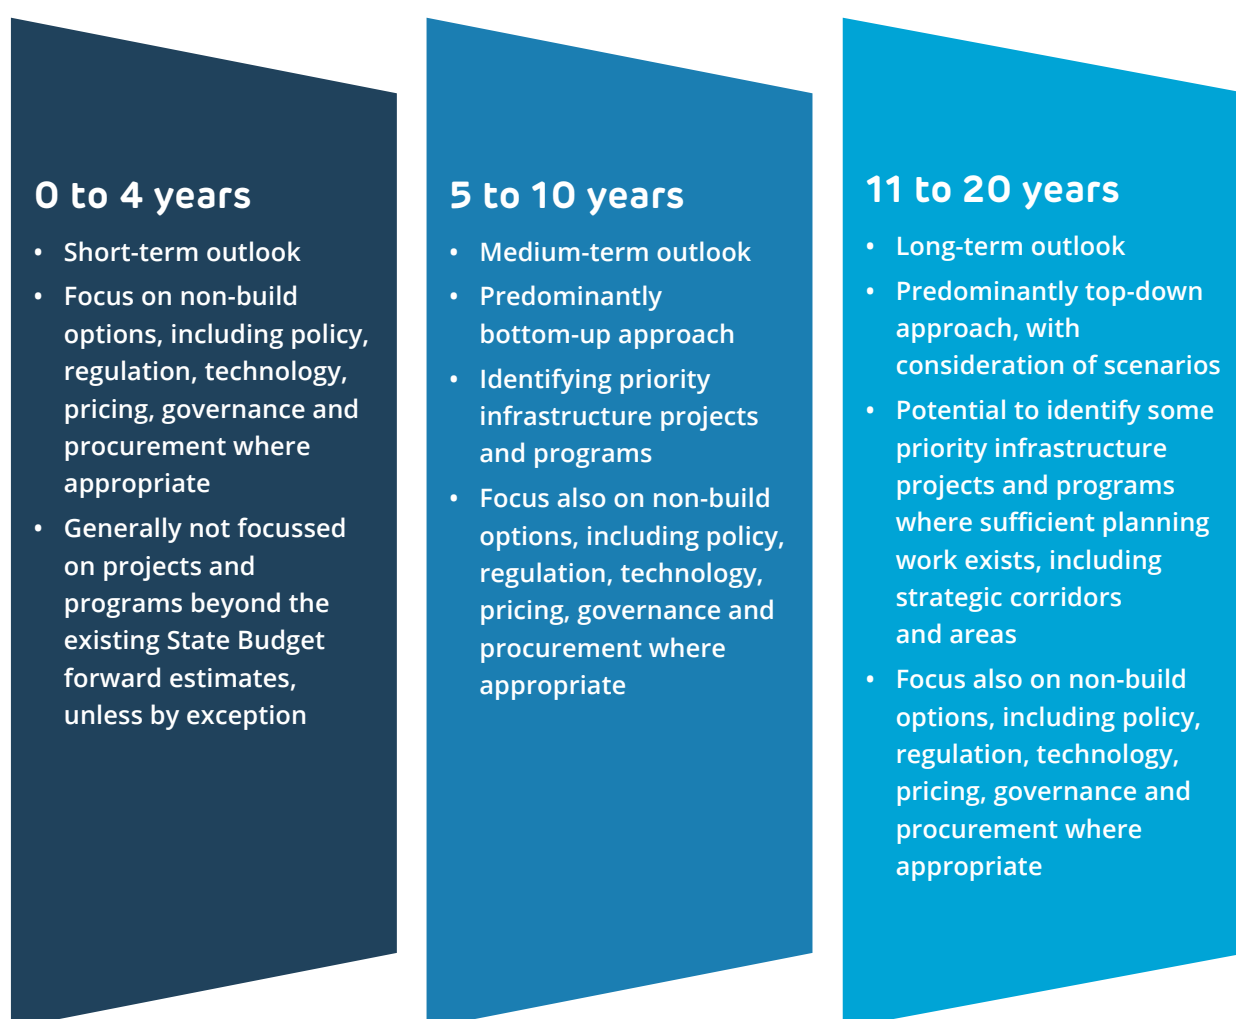 0 to 4 years
• Short-term outlook
• Focus on non-build
options, including policy,
regulation, technology,
pricing, governance and
procurement where
appropriate
• Generally not focussed
on projects and
programs beyond the
existing State Budget
forward estimates,
unless by exception
5 to 10 years
• Medium-term outlook
• Predominantly
bottom-up approach
• Identifying priority
infrastructure projects
and programs
• Focus also on non-build
options, including policy,
regulation, technology,
pricing, governance and
procurement where
appropriate
11 to 20 years
• Long-term outlook
• Predominantly top-down
approach, with
consideration of scenarios
• Potential to identify some
priority infrastructure
projects and programs
where sufficient planning
work exists, including
strategic corridors
and areas
• Focus also on non-build
options, including policy,
regulation, technology,
pricing, governance and
procurement where
appropriate